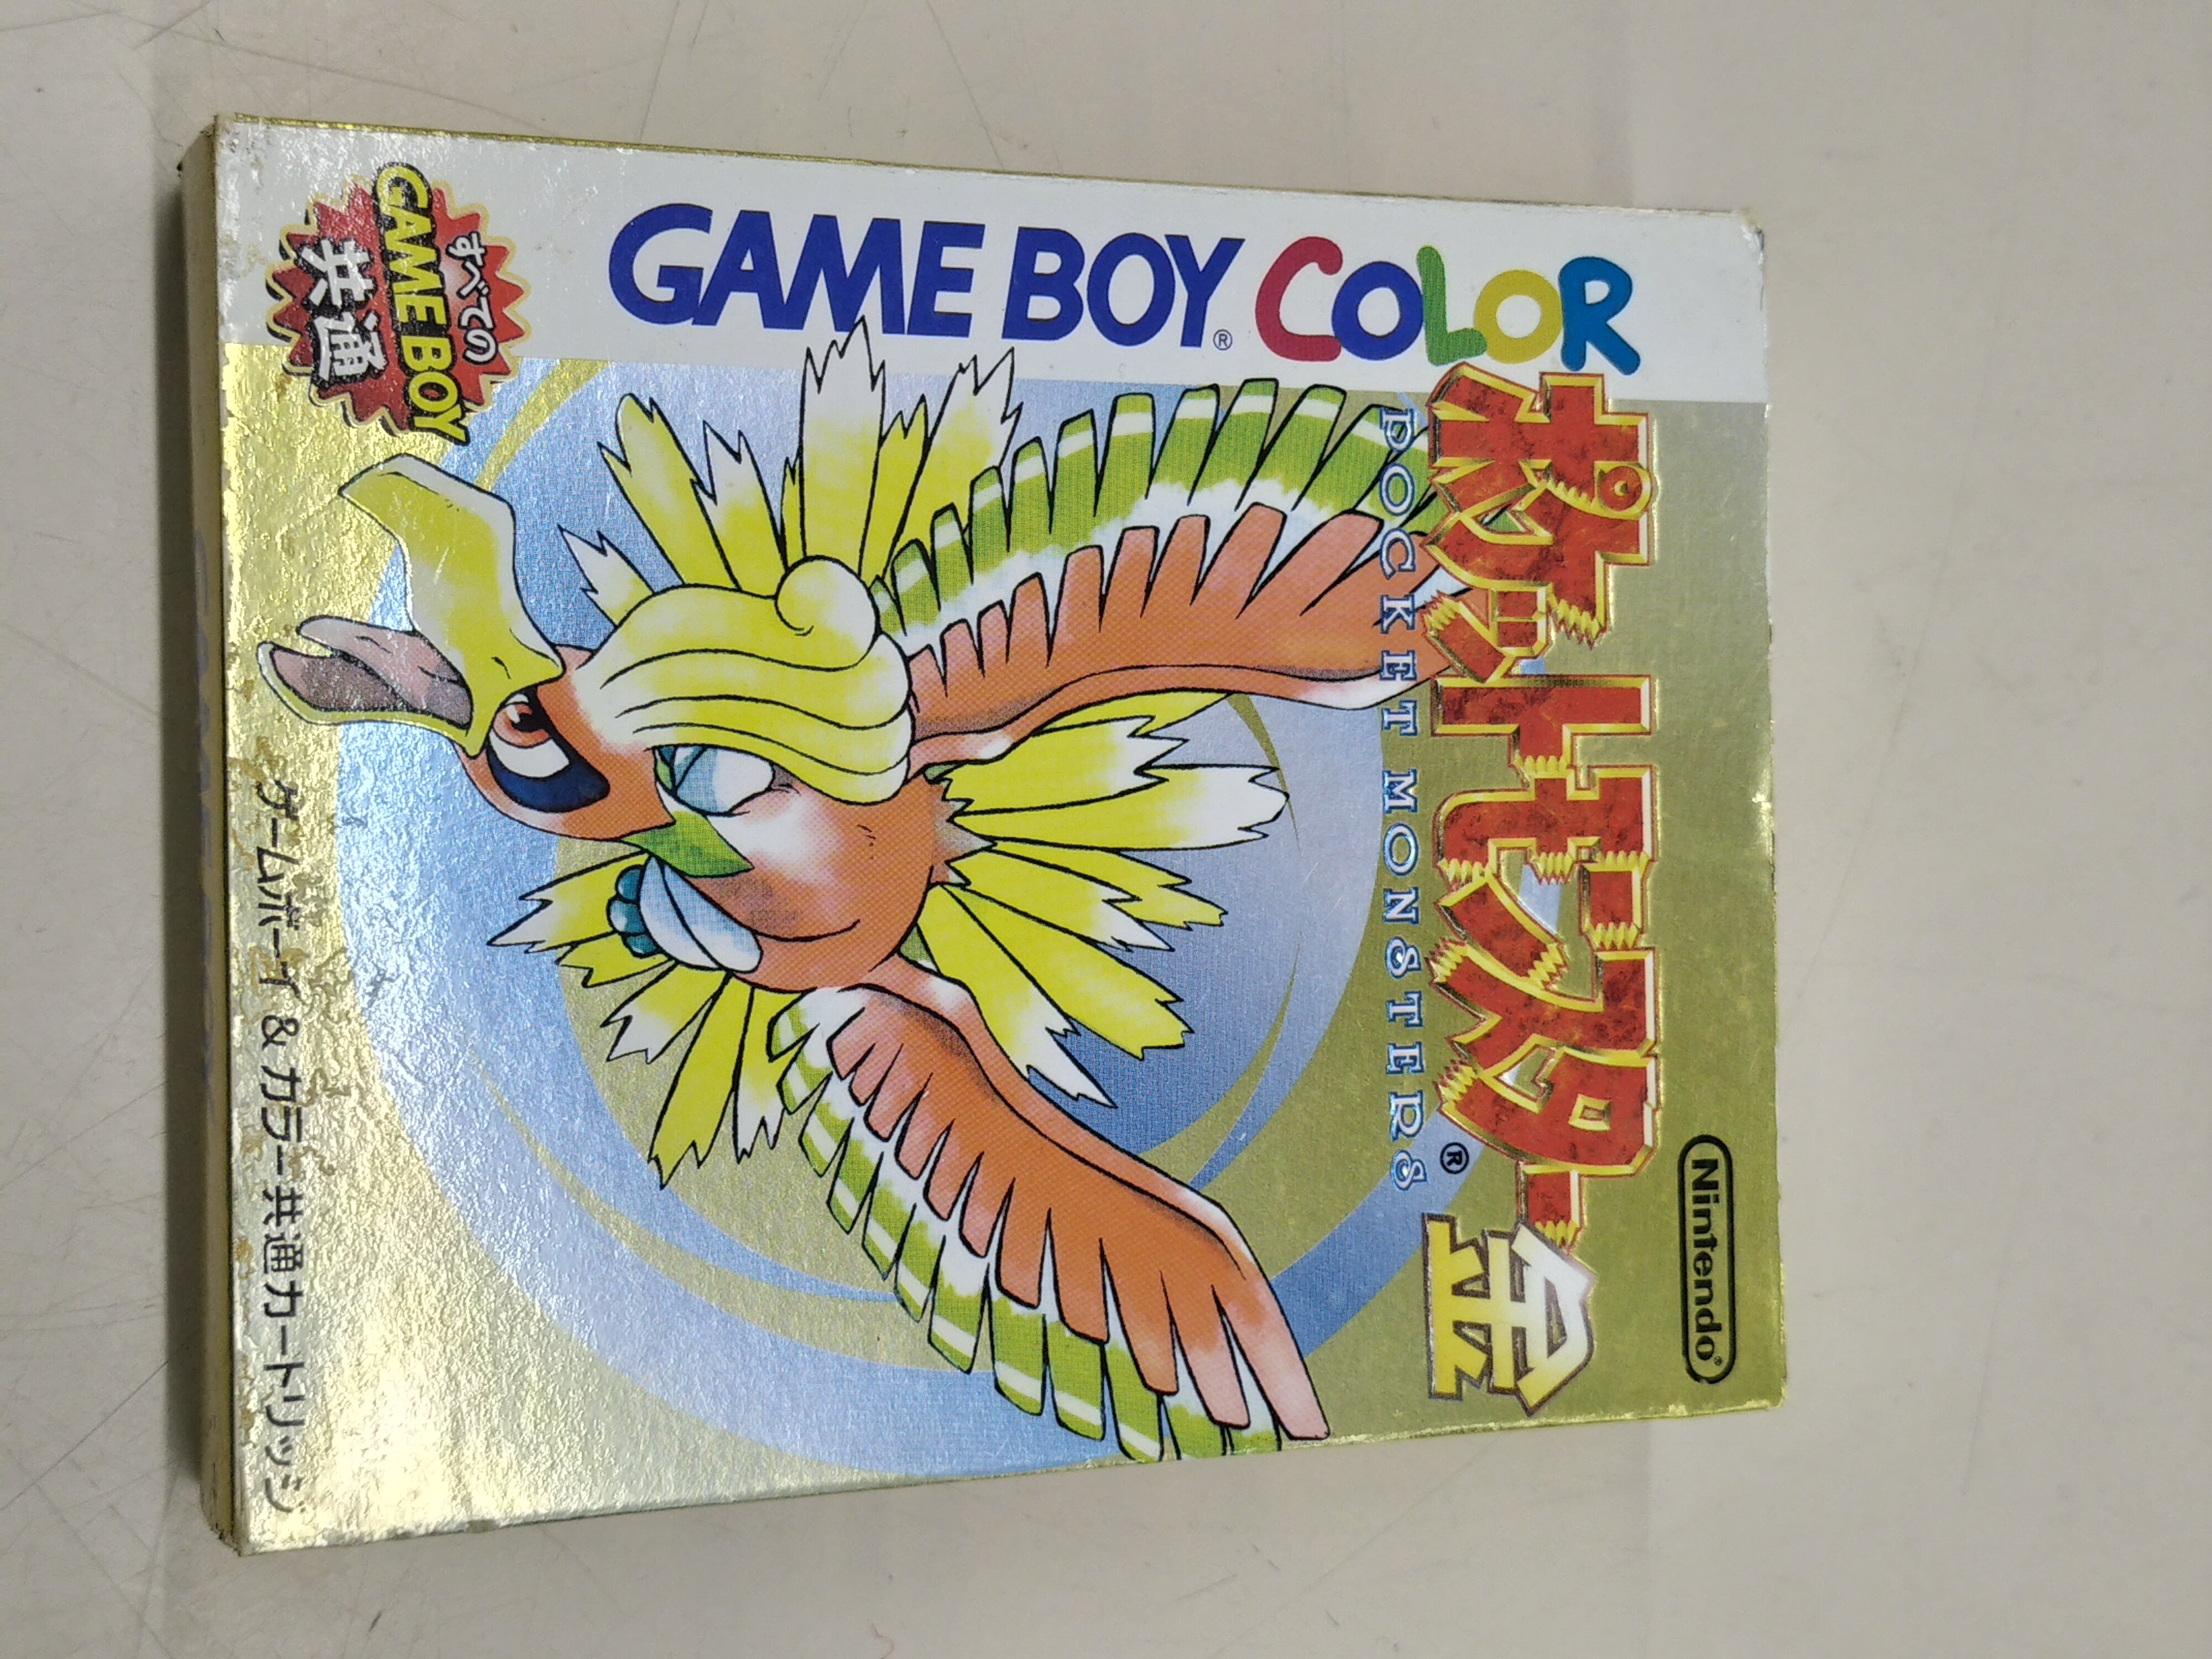 Nintendo®
ポケットモンスター 金
POCKET MONSTERS®
GAME BOY® COLOR
すべての
GAME BOY
共通
ゲームボーイ&カラー共通カートリッジ